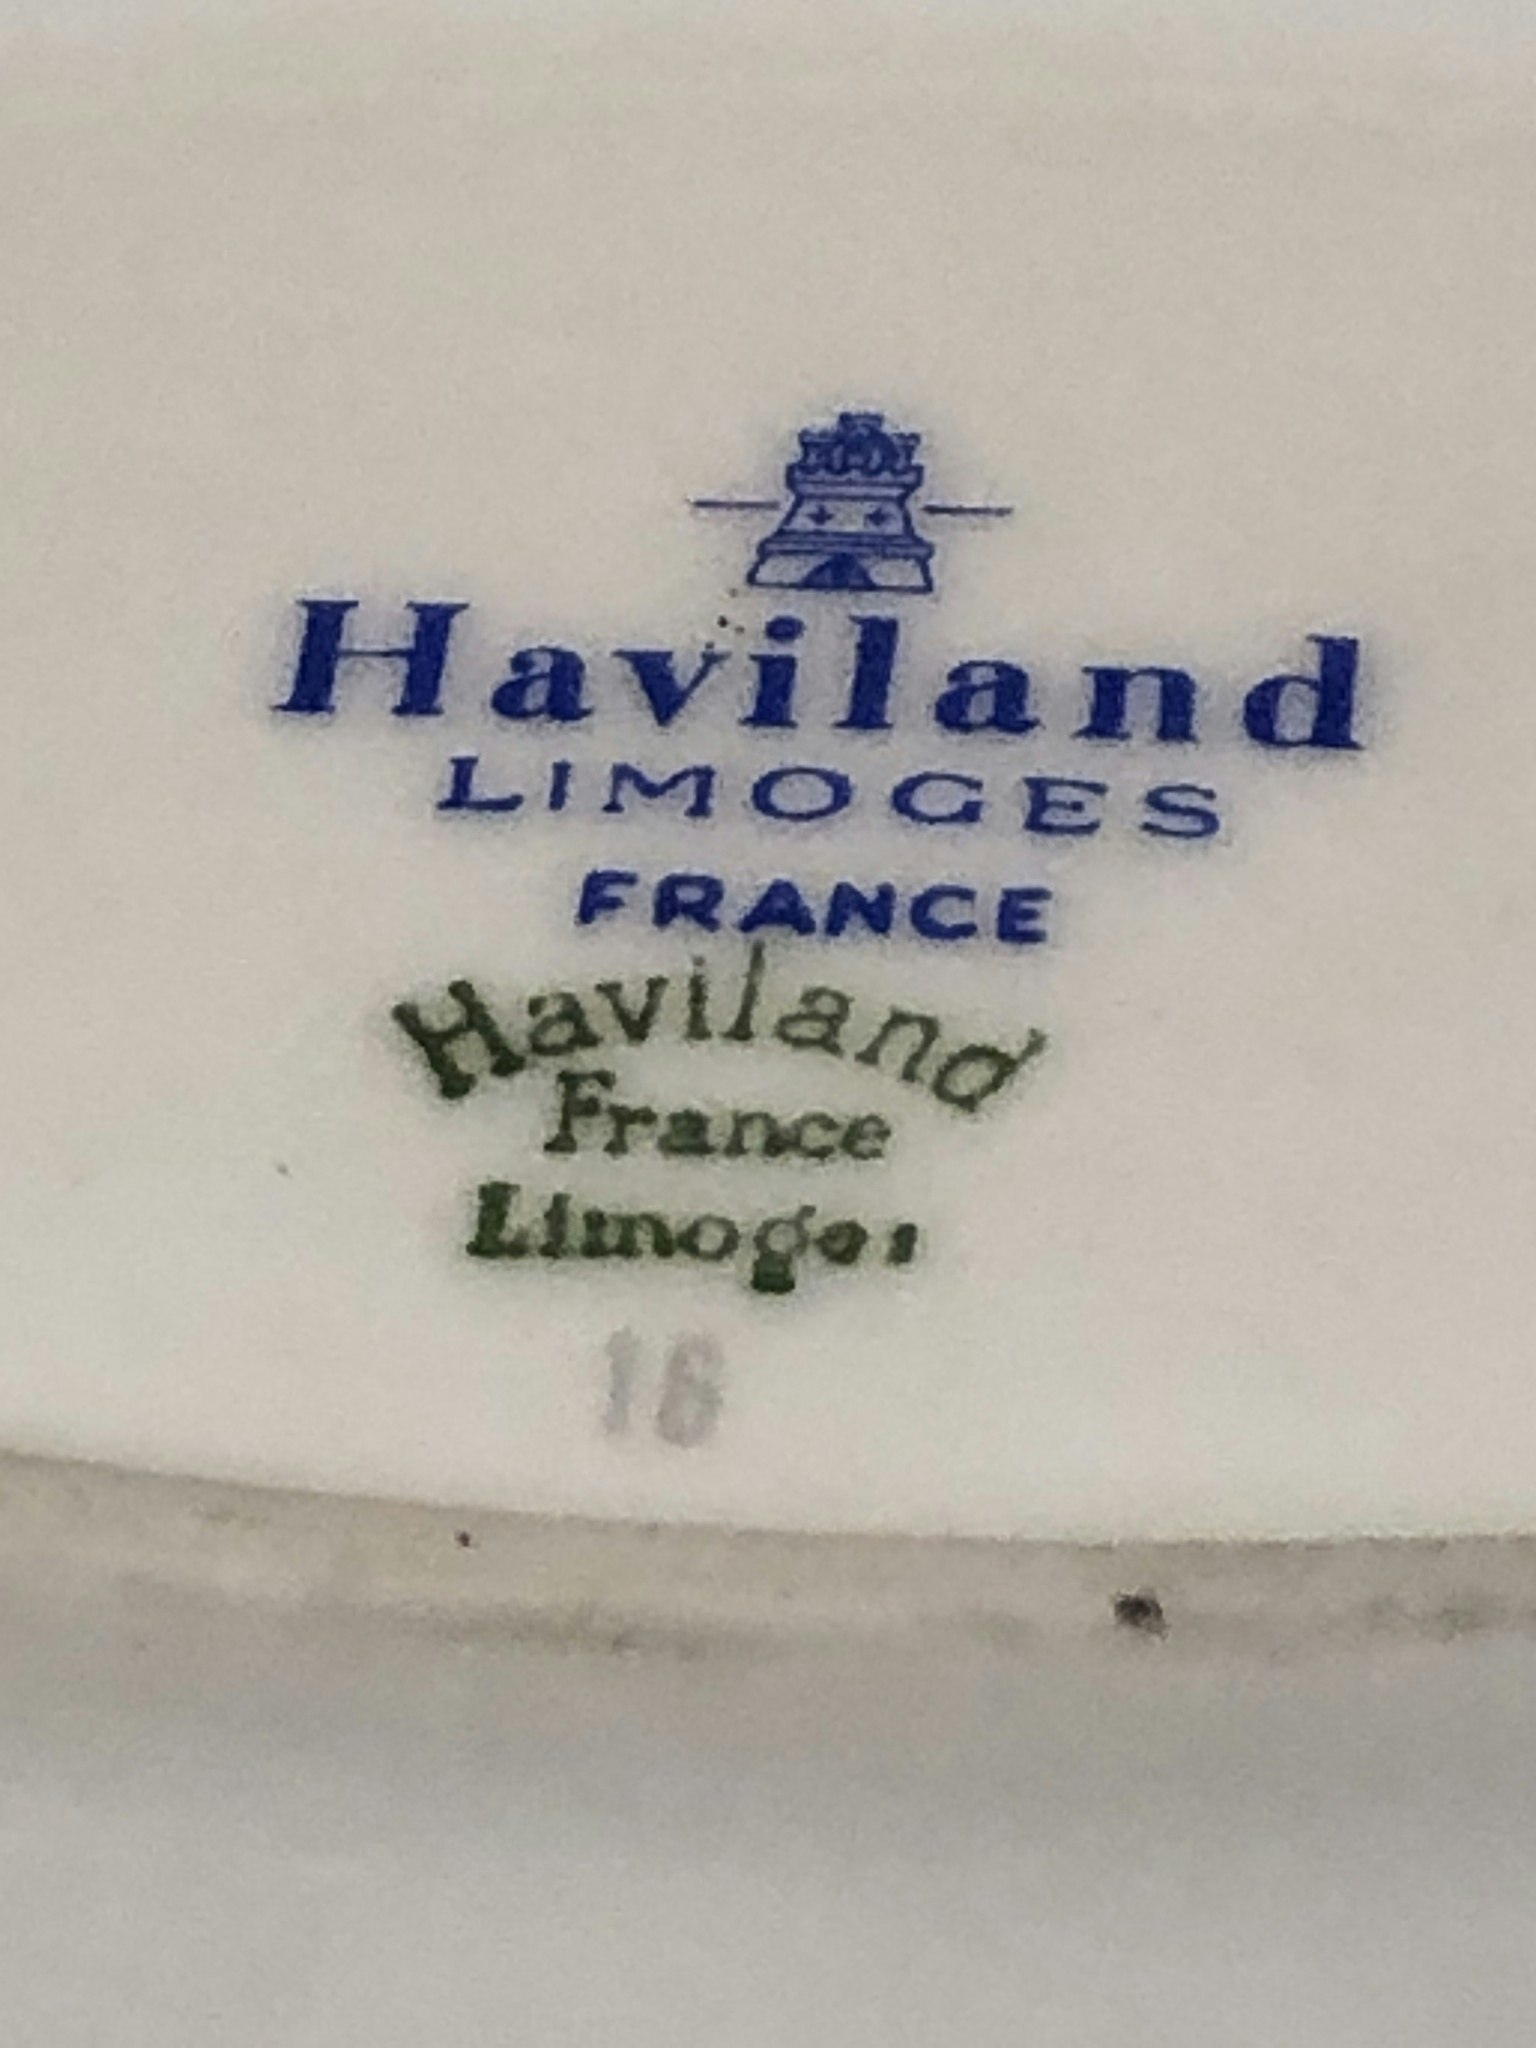 Haviland
LIMOGES
FRANCE
Haviland
France
Limoges
16